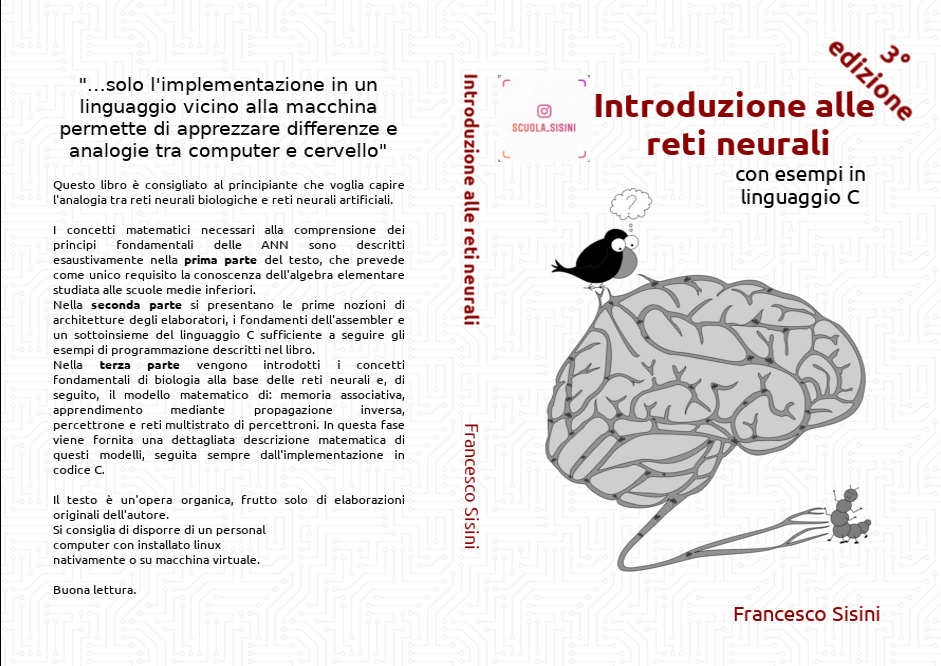 "...solo l'implementazione in un
linguaggio vicino alla macchina
permette di apprezzare differenze e
analogie tra computer e cervello"
Questo libro è consigliato al principiante che voglia capire
l'analogia tra reti neurali biologiche e reti neurali artificiali.
I concetti matematici necessari alla comprensione dei
principi fondamentali delle ANN sono descritti
esaustivamente nella prima parte del testo, che prevede
come unico requisito la conoscenza dell'algebra elementare
studiata alle scuole medie inferiori.
Nella seconda parte si presentano le prime nozioni di
architetture degli elaboratori, i fondamenti dell'assembler e
un sottoinsieme del linguaggio C sufficiente a seguire gli
esempi di programmazione descritti nel libro.
Nella terza parte vengono introdotti i concetti
fondamentali di biologia alla base delle reti neurali e, di
seguito, il modello matematico di: memoria associativa,
apprendimento mediante propagazione inversa,
percettrone e reti multistrato di percettroni. In questa fase
viene fornita una dettagliata descrizione matematica di
questi modelli, seguita sempre dall'implementazione in
codice C.
Il testo è un'opera organica, frutto solo di elaborazioni
originali dell'autore.
Si consiglia di disporre di un personal
computer con installato linux
nativamente o su macchina virtuale.
Buona lettura.
Introduzione alle reti neurali
Francesco Sisini
SCUOLA_SISINI
3°
edizione
Introduzione alle
reti neurali
con esempi in
linguaggio C
?
Francesco Sisini